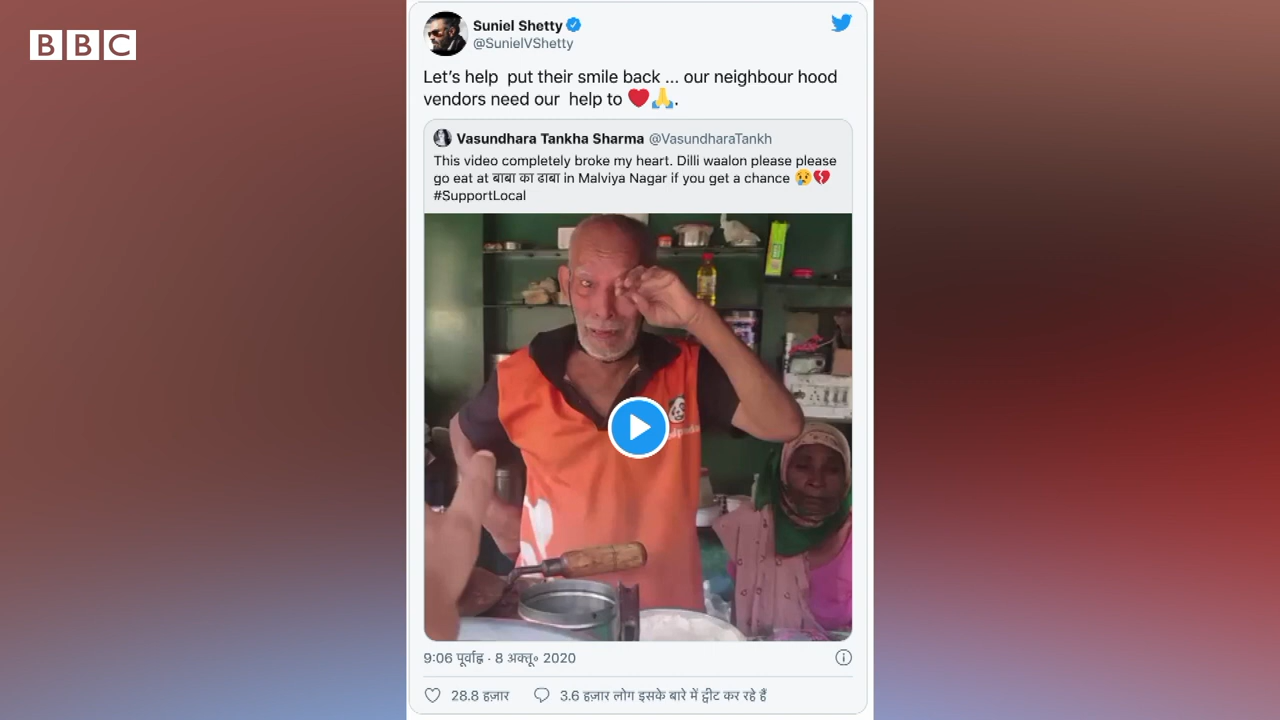 BBC
Suniel Shetty
@SunielVShetty
Let's help put their smile back ... our neighbour hood
vendors need our help to ❤️🙏.
Vasundhara Tankha Sharma @VasundharaTankh
This video completely broke my heart. Dilli waalon please please
go eat at बाबा का ढाबा in Malviya Nagar if you get a chance 😢💔
#SupportLocal
9:06 पूर्वाह्न · 8 अक्तू॰ 2020
28.8 हज़ार 3.6 हज़ार लोग इसके बारे में ट्वीट कर रहे हैं